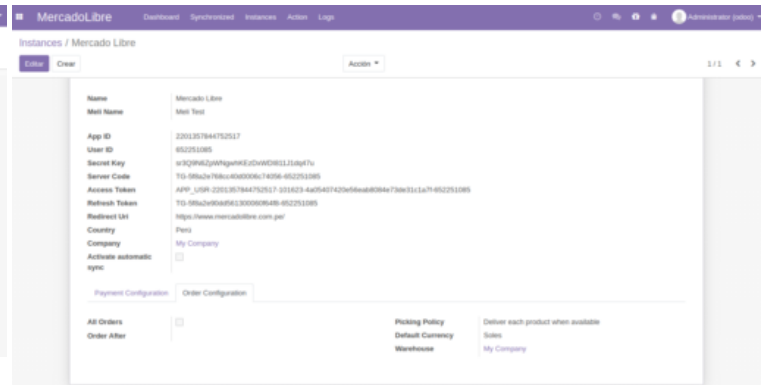 MercadoLibre Dashboard Synchronized Instances Action Logs Administrator (odoo)
Instances / Mercado Libre
Editar Crear Acción 1 / 1
Name Mercado Libre
Meli Name Meli Test
App ID 2201357844752517
User ID 652251085
Secret Key
Server Code
Access Token
Refresh Token
Redirect Url https://www.mercadolibre.com.pe/
Country Perú
Company My Company
Activate automatic
sync
Payment Configuration Order Configuration
All Orders Picking Policy Deliver each product when available
Order After Default Currency Soles
Warehouse My Company